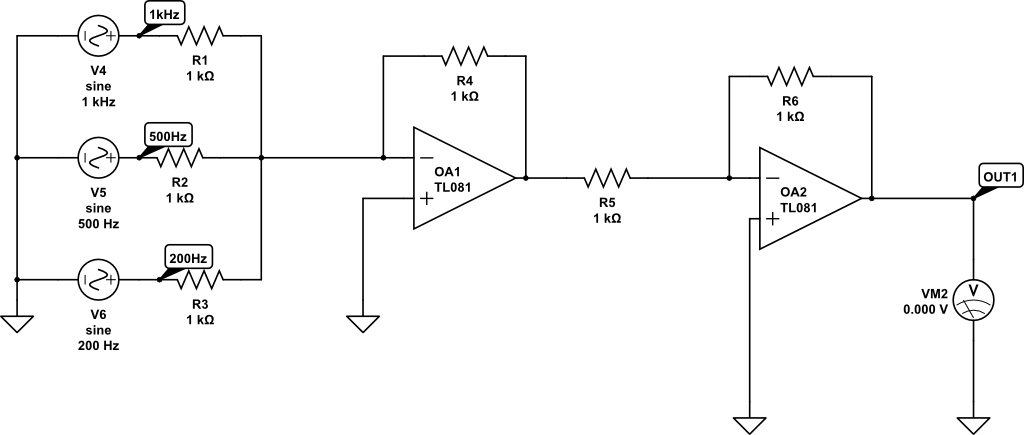 1kHz
V4
sine
1 kHz
R1
1 kΩ
500Hz
V5
sine
500 Hz
R2
1 kΩ
200Hz
V6
sine
200 Hz
R3
1 kΩ
R4
1 kΩ
−
OA1
TL081
+
R5
1 kΩ
R6
1 kΩ
−
OA2
TL081
+
OUT1
V
VM2
0.000 V